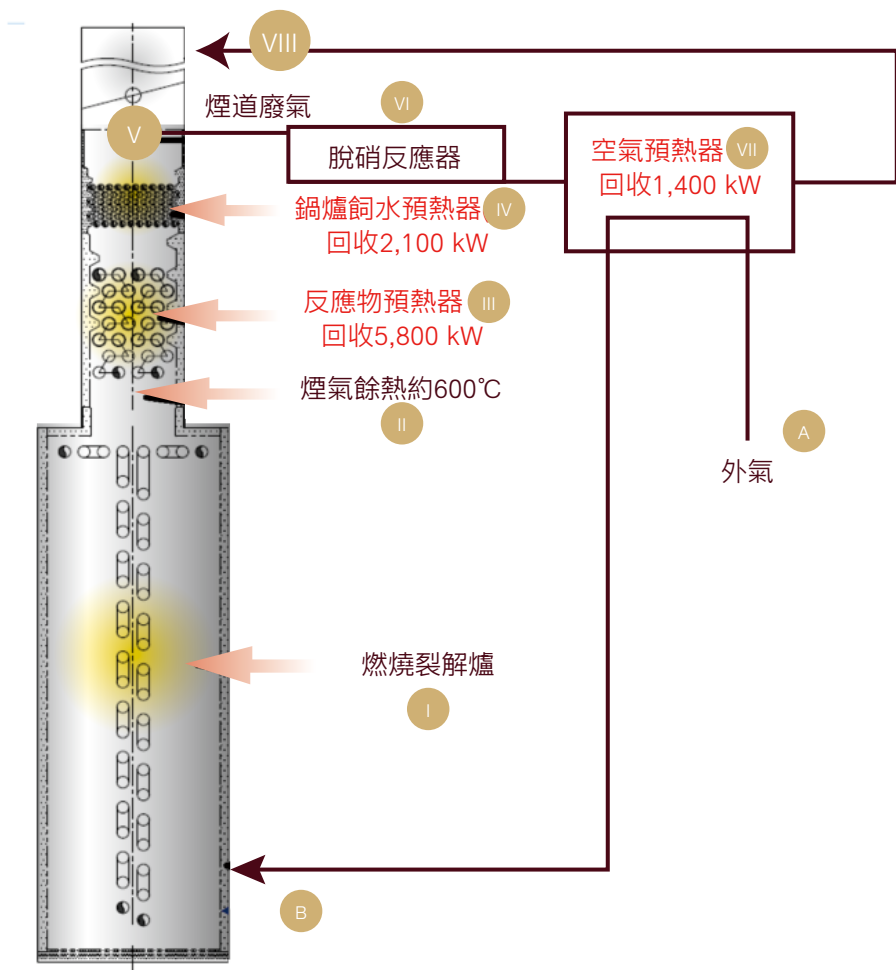 VIII
煙道廢氣
VI
V
脫硝反應器
空氣預熱器 VII
回收1,400 kW
鍋爐飼水預熱器 IV
回收2,100 kW
反應物預熱器 III
回收5,800 kW
煙氣餘熱約600℃
II
A
外氣
燃燒裂解爐
I
B